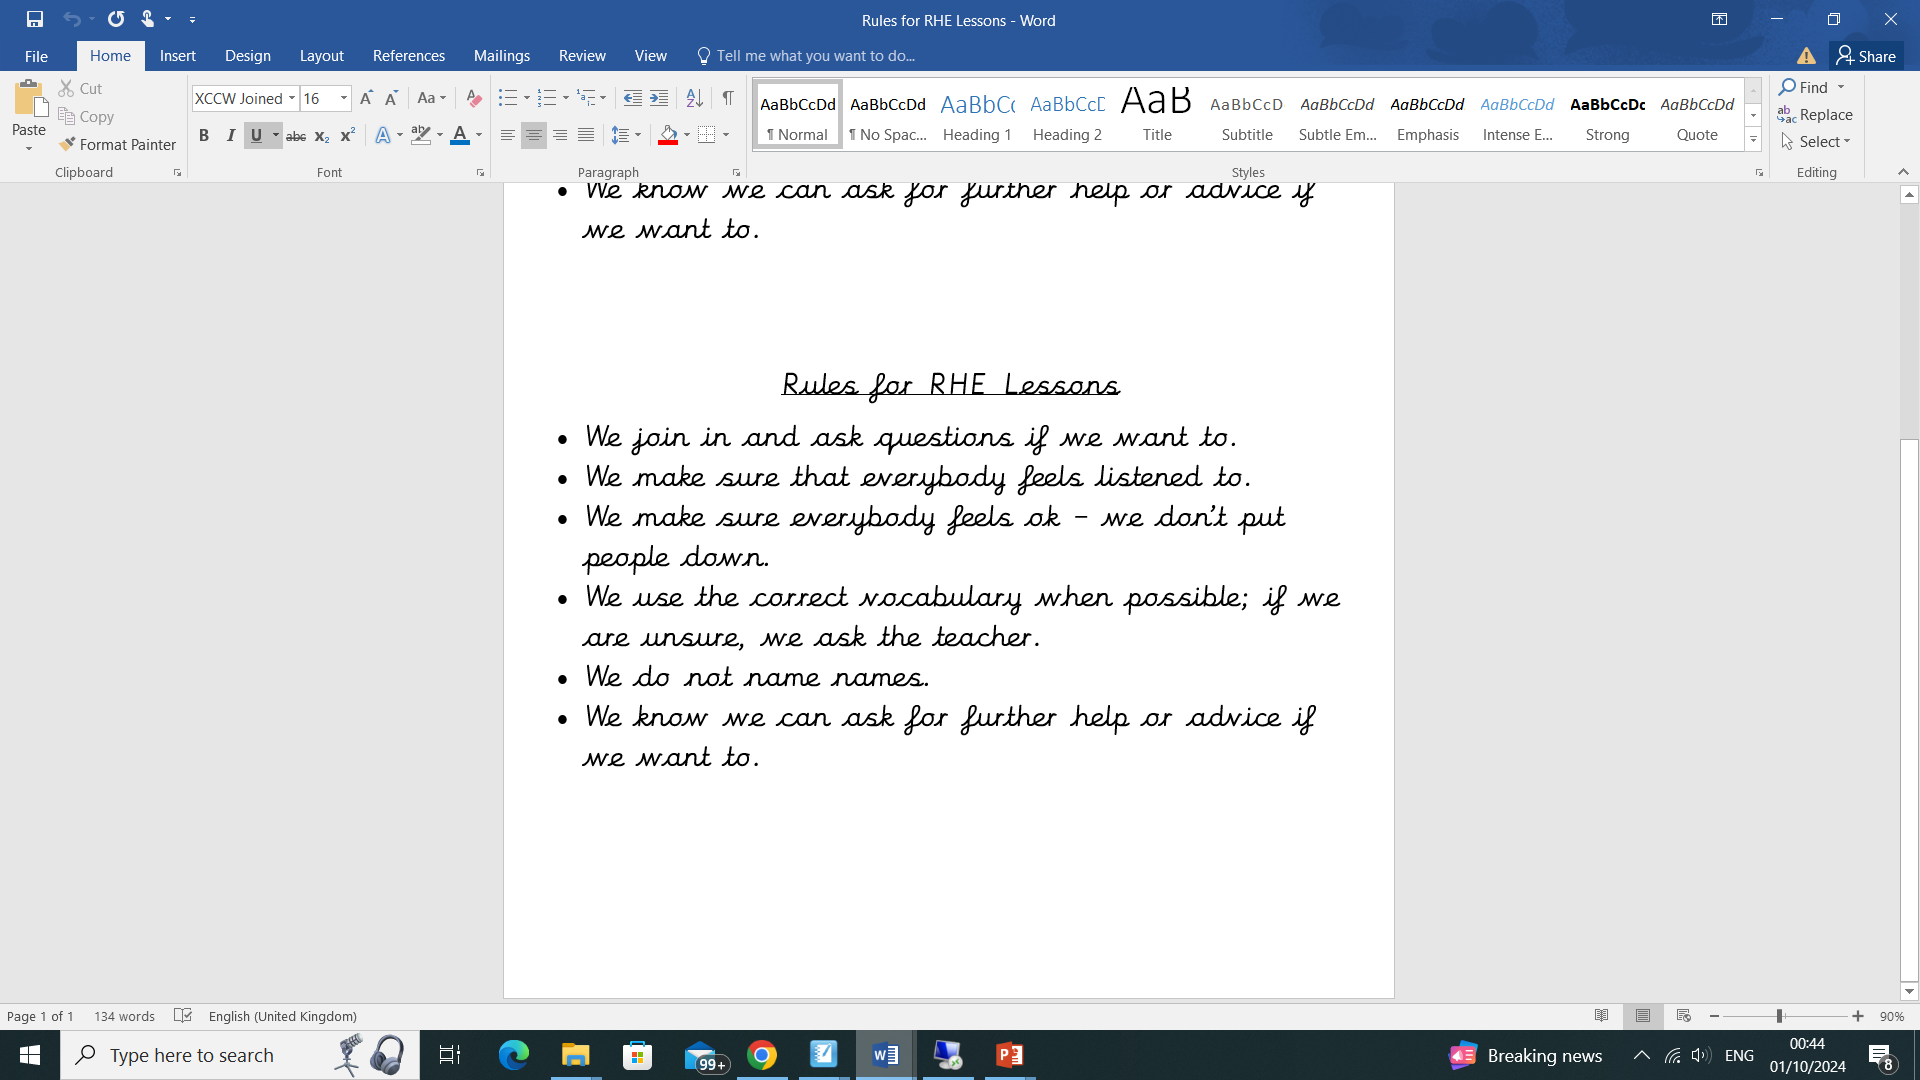 Rules for RHE Lessons - Word
File Home Insert Design Layout References Mailings Review View Tell me what you want to do... Share
Paste Cut Copy Format Painter
Clipboard
XCCW Joined 16 Aa
B I U abc x₂ x² A ab A
Font
Paragraph
AaBbCcDd AaBbCcDd AaBbCc AaBbCcD AaB AaBbCcD AaBbCcDd AaBbCcDd AaBbCcDd AaBbCcDc AaBbCcDd
¶ Normal ¶ No Spac... Heading 1 Heading 2 Title Subtitle Subtle Em... Emphasis Intense E... Strong Quote
Styles
Find
Replace
Select
Editing
• We know we can ask for further help or advice if
we want to.
Rules for RHE Lessons
• We join in and ask questions if we want to.
• We make sure that everybody feels listened to.
• We make sure everybody feels ok – we don't put
people down.
• We use the correct vocabulary when possible; if we
are unsure, we ask the teacher.
• We do not name names.
• We know we can ask for further help or advice if
we want to.
Page 1 of 1 134 words English (United Kingdom) 90%
Type here to search 99+ Breaking news ENG 00:44
01/10/2024 8